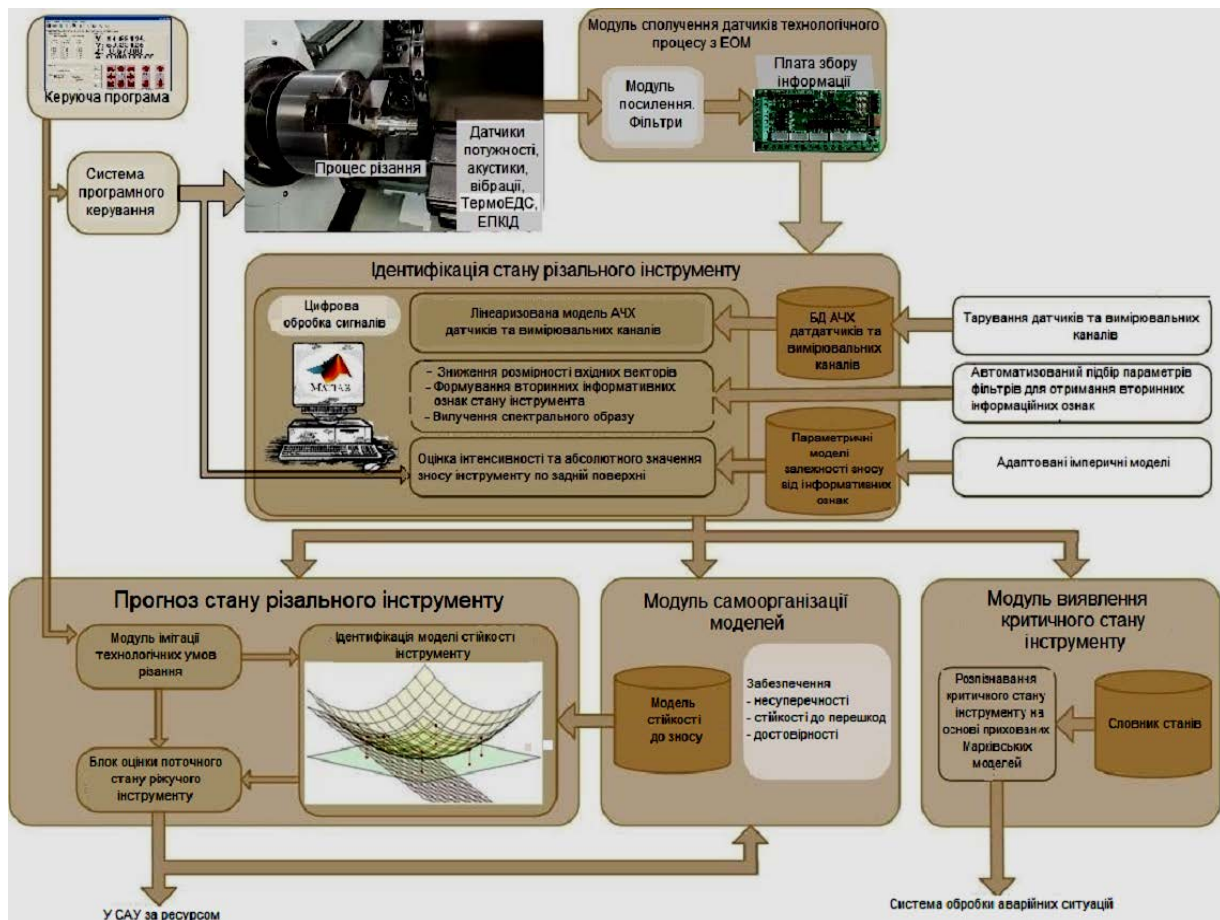 Керуюча програма
Система
програмного
керування
Процес різання
Датчики
потужності,
акустики,
вібрації,
ТермоЕДС,
ЕПКІД
Модуль сполучення датчиків технологічного
процесу з ЕОМ
Модуль
посилення.
Фільтри
Плата збору
інформації
Ідентифікація стану різального інструменту
Цифрова
обробка сигналів
Лінеаризована модель АЧХ
датчиків та вимірювальних каналів
БД АЧХ
датдатчиків та
вимірювальних
каналів
Тарування датчиків та вимірювальних
каналів
- Зниження розмірності вхідних векторів
- Формування вторинних інформативних
ознак стану інструмента
- Вилучення спектрального образу
Автоматизований підбір параметрів
фільтрів для отримання вторинних
інформаційних ознак
Оцінка інтенсивності та абсолютного значення
зносу інструменту по задній поверхні
Параметричні
моделі
залежності зносу
від інформативних
ознак
Адаптовані імперичні моделі
Прогноз стану різального інструменту
Модуль імітації
технологічних умов
різання
Ідентифікація моделі стійкості
інструменту
Блок оцінки поточного
стану ріжучого
інструменту
Модуль самоорганізації
моделей
Модель
стійкості
до зносу
Забезпечення
- несуперечності
- стійкості до перешкод
- достовірності
Модуль виявлення
критичного стану
інструменту
Розпізнавання
критичного стану
інструменту на
основі прихованих
Марківських
моделей
Словник станів
У САУ за ресурсом
Система обробки аварійних ситуацій